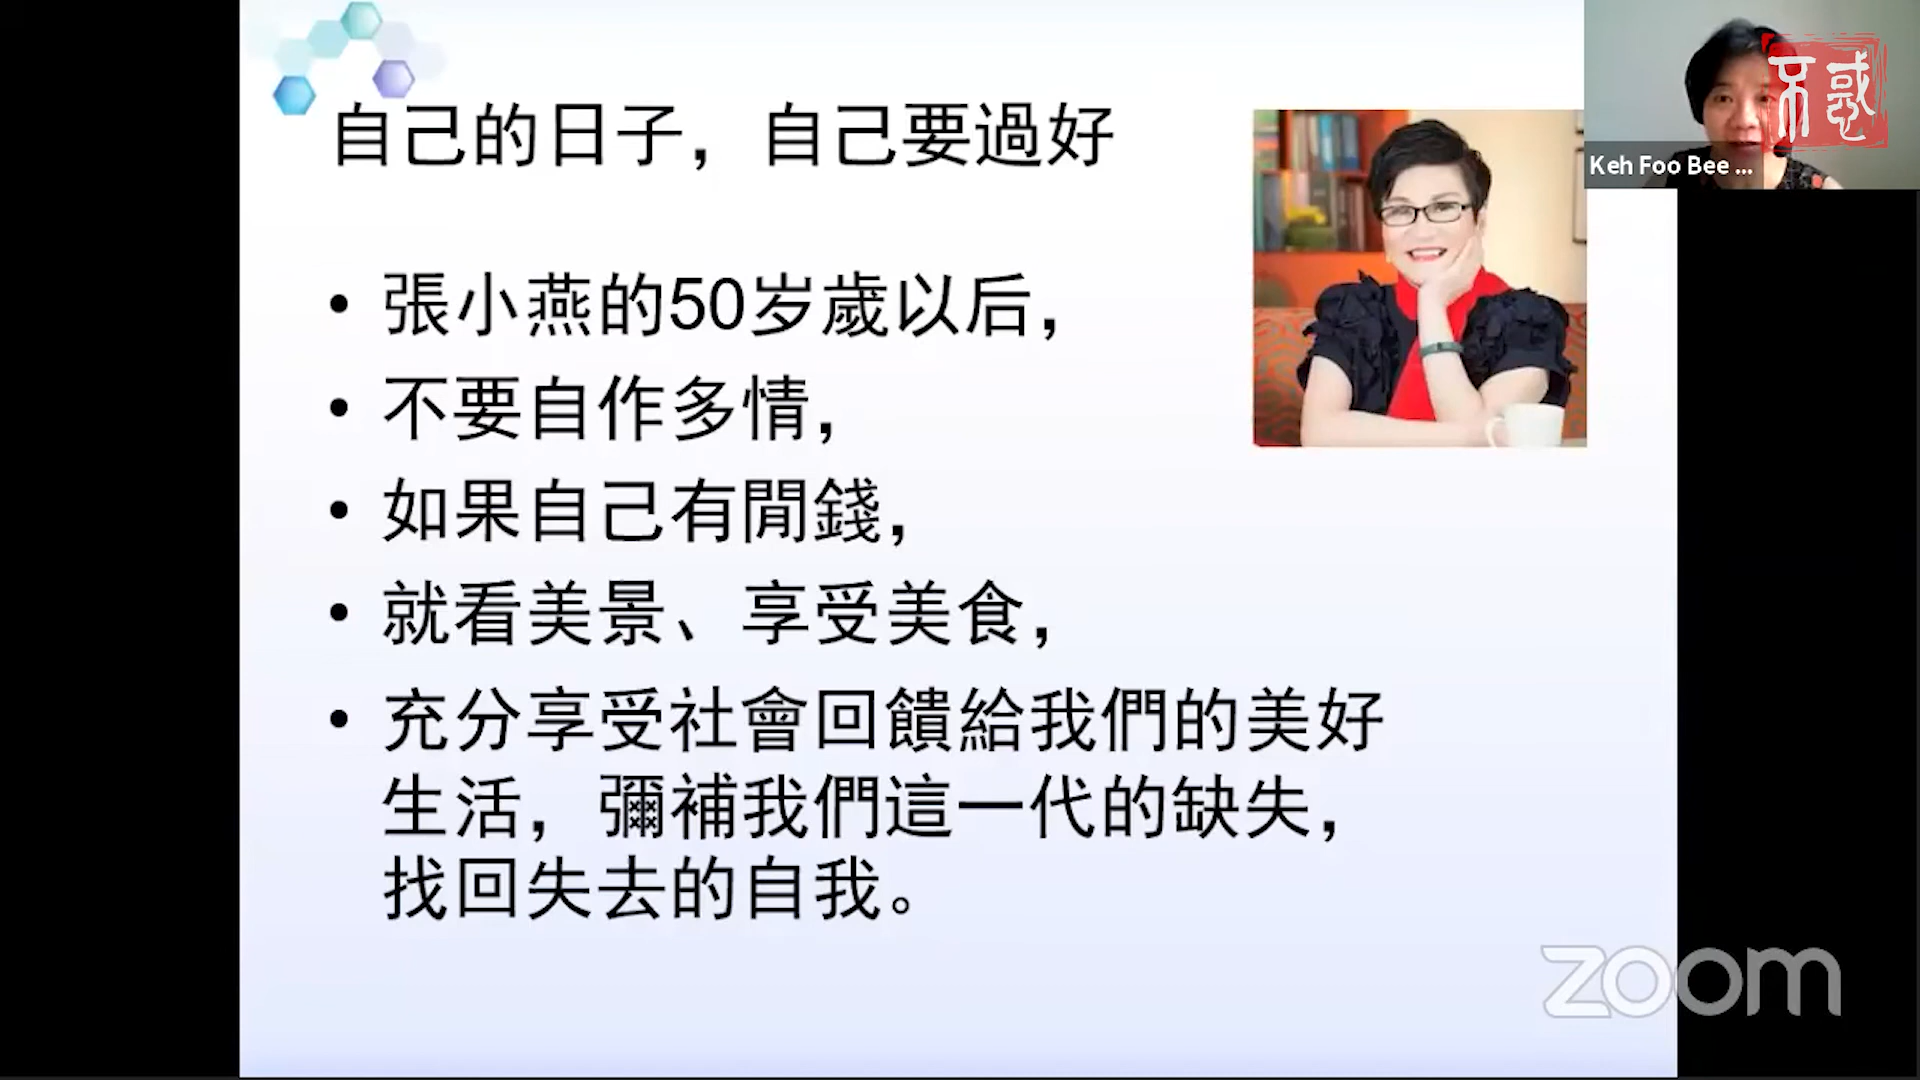 自己的日子，自己要過好
• 張小燕的50岁歲以后，
• 不要自作多情，
• 如果自己有閒錢，
• 就看美景、享受美食，
• 充分享受社會回饋給我們的美好
生活，彌補我們這一代的缺失，
找回失去的自我。
不惑
Keh Foo Bee ...
zoom